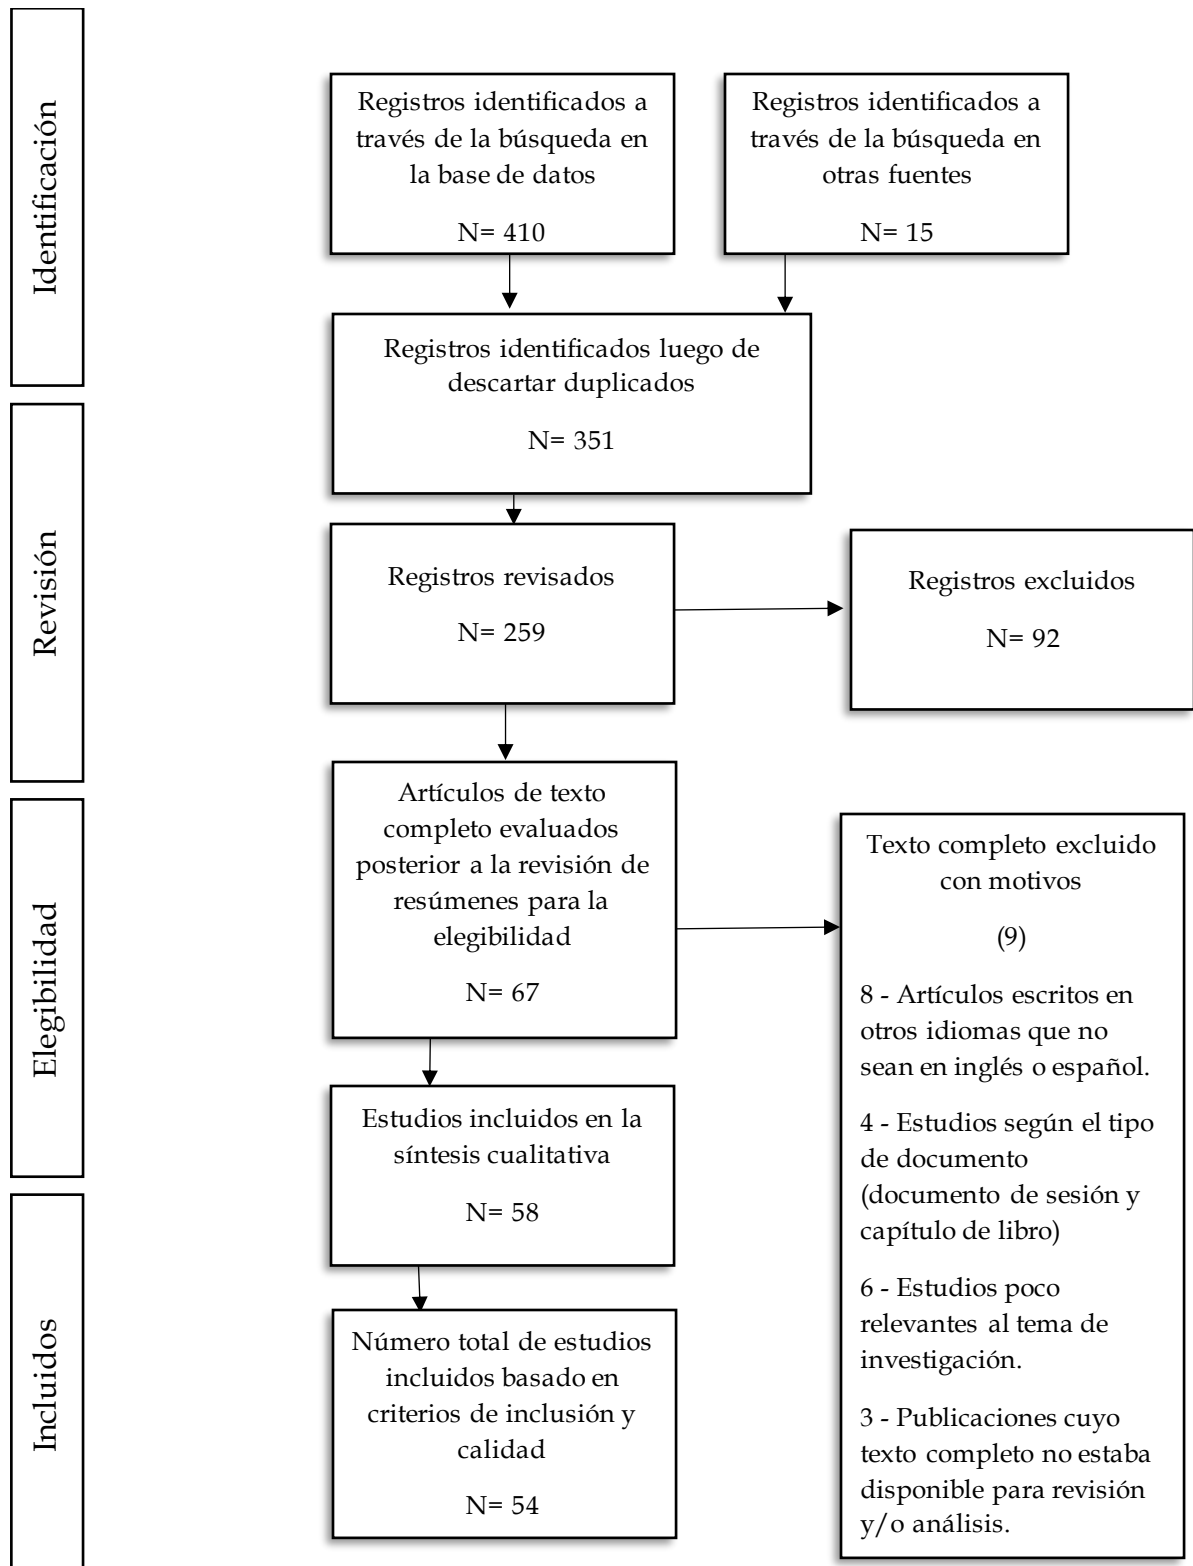 Identificación
Registros identificados a
través de la búsqueda en
la base de datos
N= 410
Registros identificados a
través de la búsqueda en
otras fuentes
N= 15
Registros identificados luego de
descartar duplicados
N= 351
Revisión
Registros revisados
N= 259
Registros excluidos
N= 92
Elegibilidad
Artículos de texto
completo evaluados
posterior a la revisión de
resúmenes para la
elegibilidad
N= 67
Texto completo excluido
con motivos
(9)
8 - Artículos escritos en
otros idiomas que no
sean en inglés o español.
4 - Estudios según el tipo
de documento
(documento de sesión y
capítulo de libro)
6 - Estudios poco
relevantes al tema de
investigación.
3 - Publicaciones cuyo
texto completo no estaba
disponible para revisión
y/o análisis.
Estudios incluidos en la
síntesis cualitativa
N= 58
Incluidos
Número total de estudios
incluidos basado en
criterios de inclusión y
calidad
N= 54